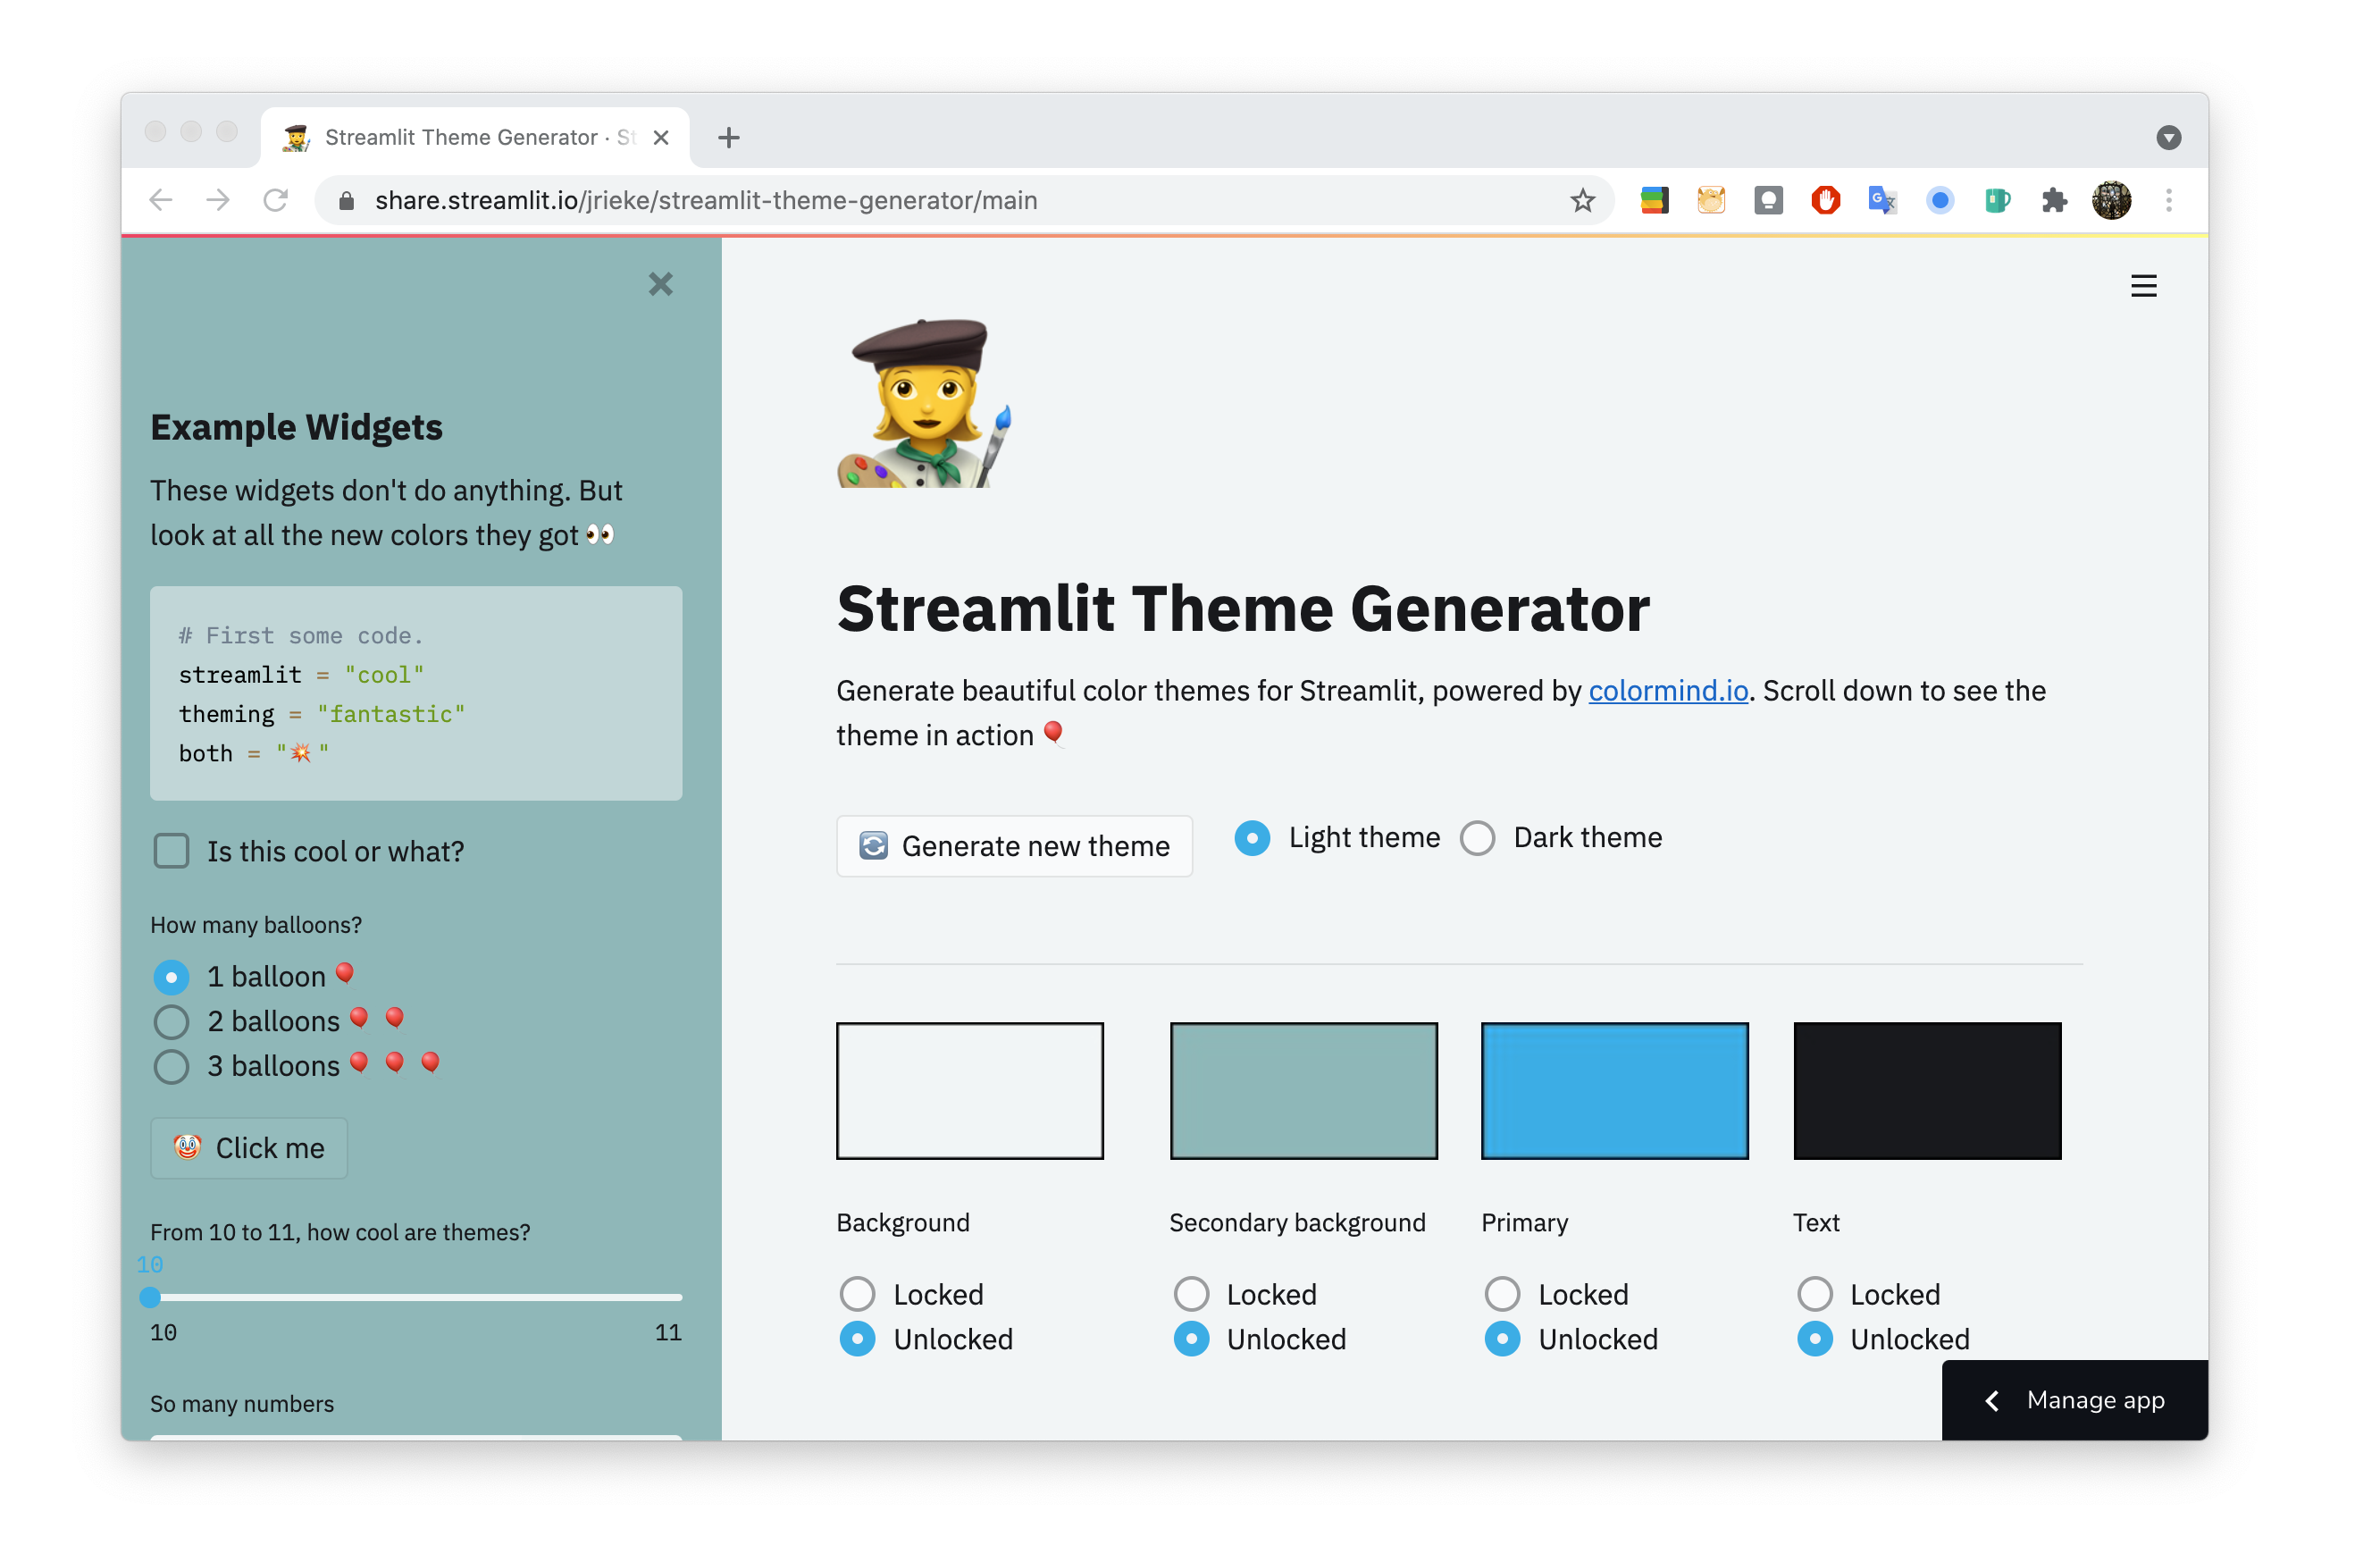 Streamlit Theme Generator · St
share.streamlit.io/jrieke/streamlit-theme-generator/main
Example Widgets
These widgets don't do anything. But
look at all the new colors they got 👀
# First some code.
streamlit = "cool"
theming = "fantastic"
both = "💥"
Is this cool or what?
How many balloons?
1 balloon 🎈
2 balloons 🎈 🎈
3 balloons 🎈 🎈 🎈
🤡 Click me
From 10 to 11, how cool are themes?
10
10 11
So many numbers
Streamlit Theme Generator
Generate beautiful color themes for Streamlit, powered by colormind.io. Scroll down to see the
theme in action 🎈
🔄 Generate new theme Light theme Dark theme
Background Secondary background Primary Text
Locked Locked Locked Locked
Unlocked Unlocked Unlocked Unlocked
Manage app